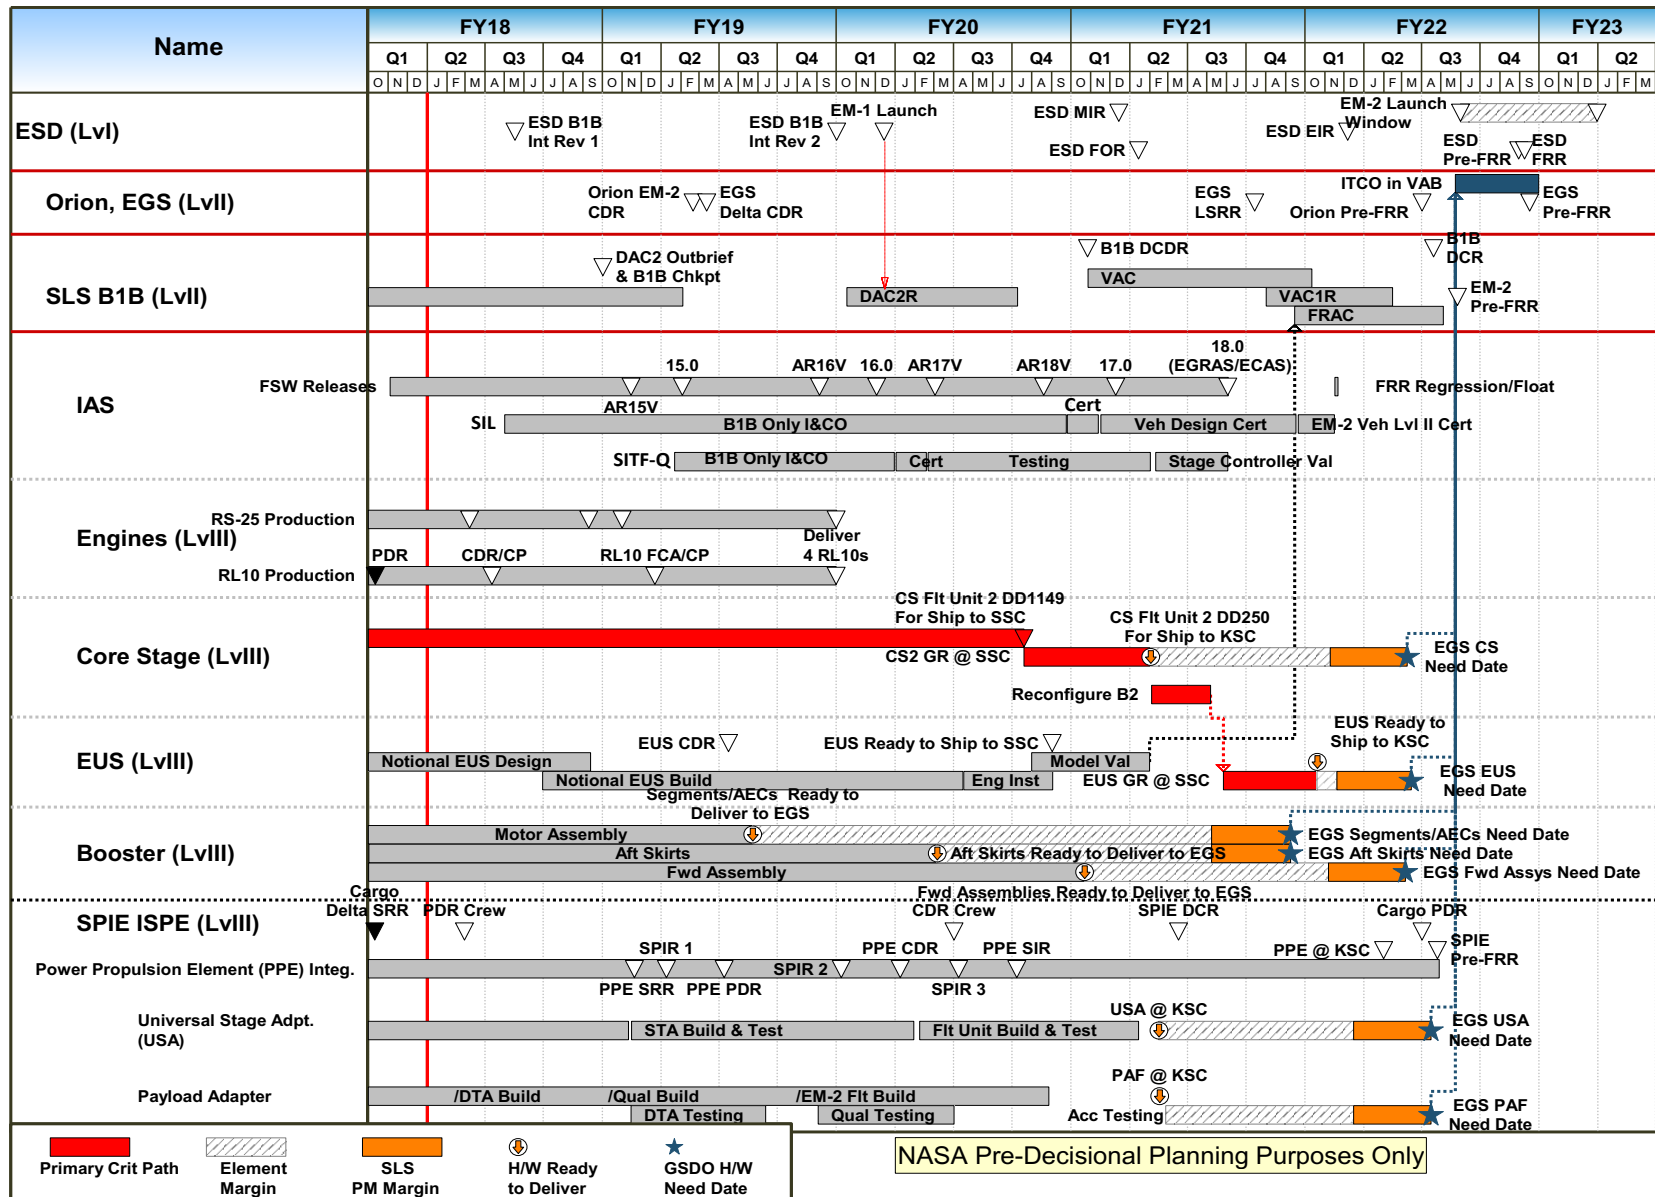 Name
FY18 FY19 FY20 FY21 FY22 FY23
Q1 Q2 Q3 Q4 Q1 Q2 Q3 Q4 Q1 Q2 Q3 Q4 Q1 Q2 Q3 Q4 Q1 Q2 Q3 Q4 Q1 Q2
O N D J F M A M J J A S O N D J F M A M J J A S O N D J F M A M J J A S O N D J F M A M J J A S O N D J F M A M J J A S O N D J F M
ESD (LvI)
ESD B1B
Int Rev 1
ESD B1B
Int Rev 2
EM-1 Launch
ESD MIR
ESD FOR
ESD EIR
EM-2 Launch
Window
ESD
Pre-FRR
ESD
FRR
Orion, EGS (LvII)
Orion EM-2
CDR
EGS
Delta CDR
EGS
LSRR
ITCO in VAB
Orion Pre-FRR
EGS
Pre-FRR
SLS B1B (LvII)
DAC2 Outbrief
& B1B Chkpt
DAC2R
B1B DCDR
VAC
VAC1R
FRAC
B1B
DCR
EM-2
Pre-FRR
IAS
FSW Releases
AR15V
15.0
AR16V
16.0
AR17V
AR18V
17.0
18.0
(EGRAS/ECAS)
FRR Regression/Float
SIL
B1B Only I&CO
Cert
Veh Design Cert
EM-2 Veh Lvl II Cert
SITF-Q
B1B Only I&CO
Cert
Testing
Stage Controller Val
Engines (LvIII)
RS-25 Production
Deliver
4 RL10s
PDR
CDR/CP
RL10 FCA/CP
RL10 Production
Core Stage (LvIII)
CS Flt Unit 2 DD1149
For Ship to SSC
CS2 GR @ SSC
CS Flt Unit 2 DD250
For Ship to KSC
EGS CS
Need Date
Reconfigure B2
EUS (LvIII)
EUS CDR
EUS Ready to Ship to SSC
EUS Ready to
Ship to KSC
Notional EUS Design
Model Val
Notional EUS Build
Eng Inst
EUS GR @ SSC
EGS EUS
Need Date
Booster (LvIII)
Segments/AECs Ready to
Deliver to EGS
Motor Assembly
EGS Segments/AECs Need Date
Aft Skirts
Aft Skirts Ready to Deliver to EGS
EGS Aft Skirts Need Date
Fwd Assembly
EGS Fwd Assys Need Date
Fwd Assemblies Ready to Deliver to EGS
SPIE ISPE (LvIII)
Cargo
Delta SRR
PDR Crew
CDR Crew
SPIE DCR
Cargo PDR
Power Propulsion Element (PPE) Integ.
SPIR 1
PPE SRR
PPE PDR
SPIR 2
PPE CDR
SPIR 3
PPE SIR
PPE @ KSC
SPIE
Pre-FRR
Universal Stage Adpt.
(USA)
STA Build & Test
Flt Unit Build & Test
USA @ KSC
EGS USA
Need Date
Payload Adapter
/DTA Build
/Qual Build
/EM-2 Flt Build
DTA Testing
Qual Testing
PAF @ KSC
Acc Testing
EGS PAF
Need Date
Primary Crit Path
Element
Margin
SLS
PM Margin
H/W Ready
to Deliver
GSDO H/W
Need Date
NASA Pre-Decisional Planning Purposes Only